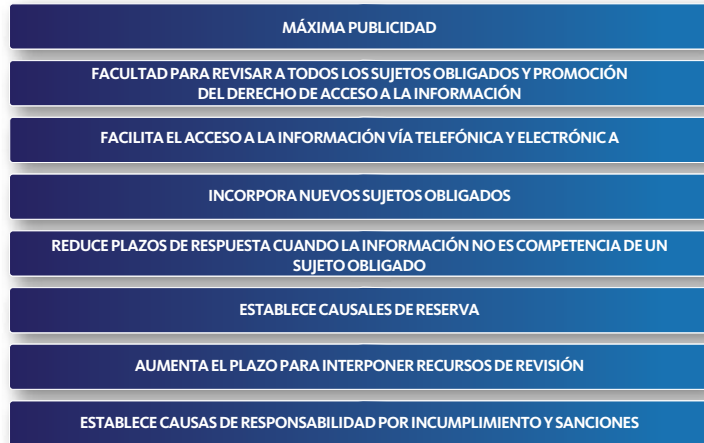 MÁXIMA PUBLICIDAD
FACULTAD PARA REVISAR A TODOS LOS SUJETOS OBLIGADOS Y PROMOCIÓN
DEL DERECHO DE ACCESO A LA INFORMACIÓN
FACILITA EL ACCESO A LA INFORMACIÓN VÍA TELEFÓNICA Y ELECTRÓNIC A
INCORPORA NUEVOS SUJETOS OBLIGADOS
REDUCE PLAZOS DE RESPUESTA CUANDO LA INFORMACIÓN NO ES COMPETENCIA DE UN
SUJETO OBLIGADO
ESTABLECE CAUSALES DE RESERVA
AUMENTA EL PLAZO PARA INTERPONER RECURSOS DE REVISIÓN
ESTABLECE CAUSAS DE RESPONSABILIDAD POR INCUMPLIMIENTO Y SANCIONES